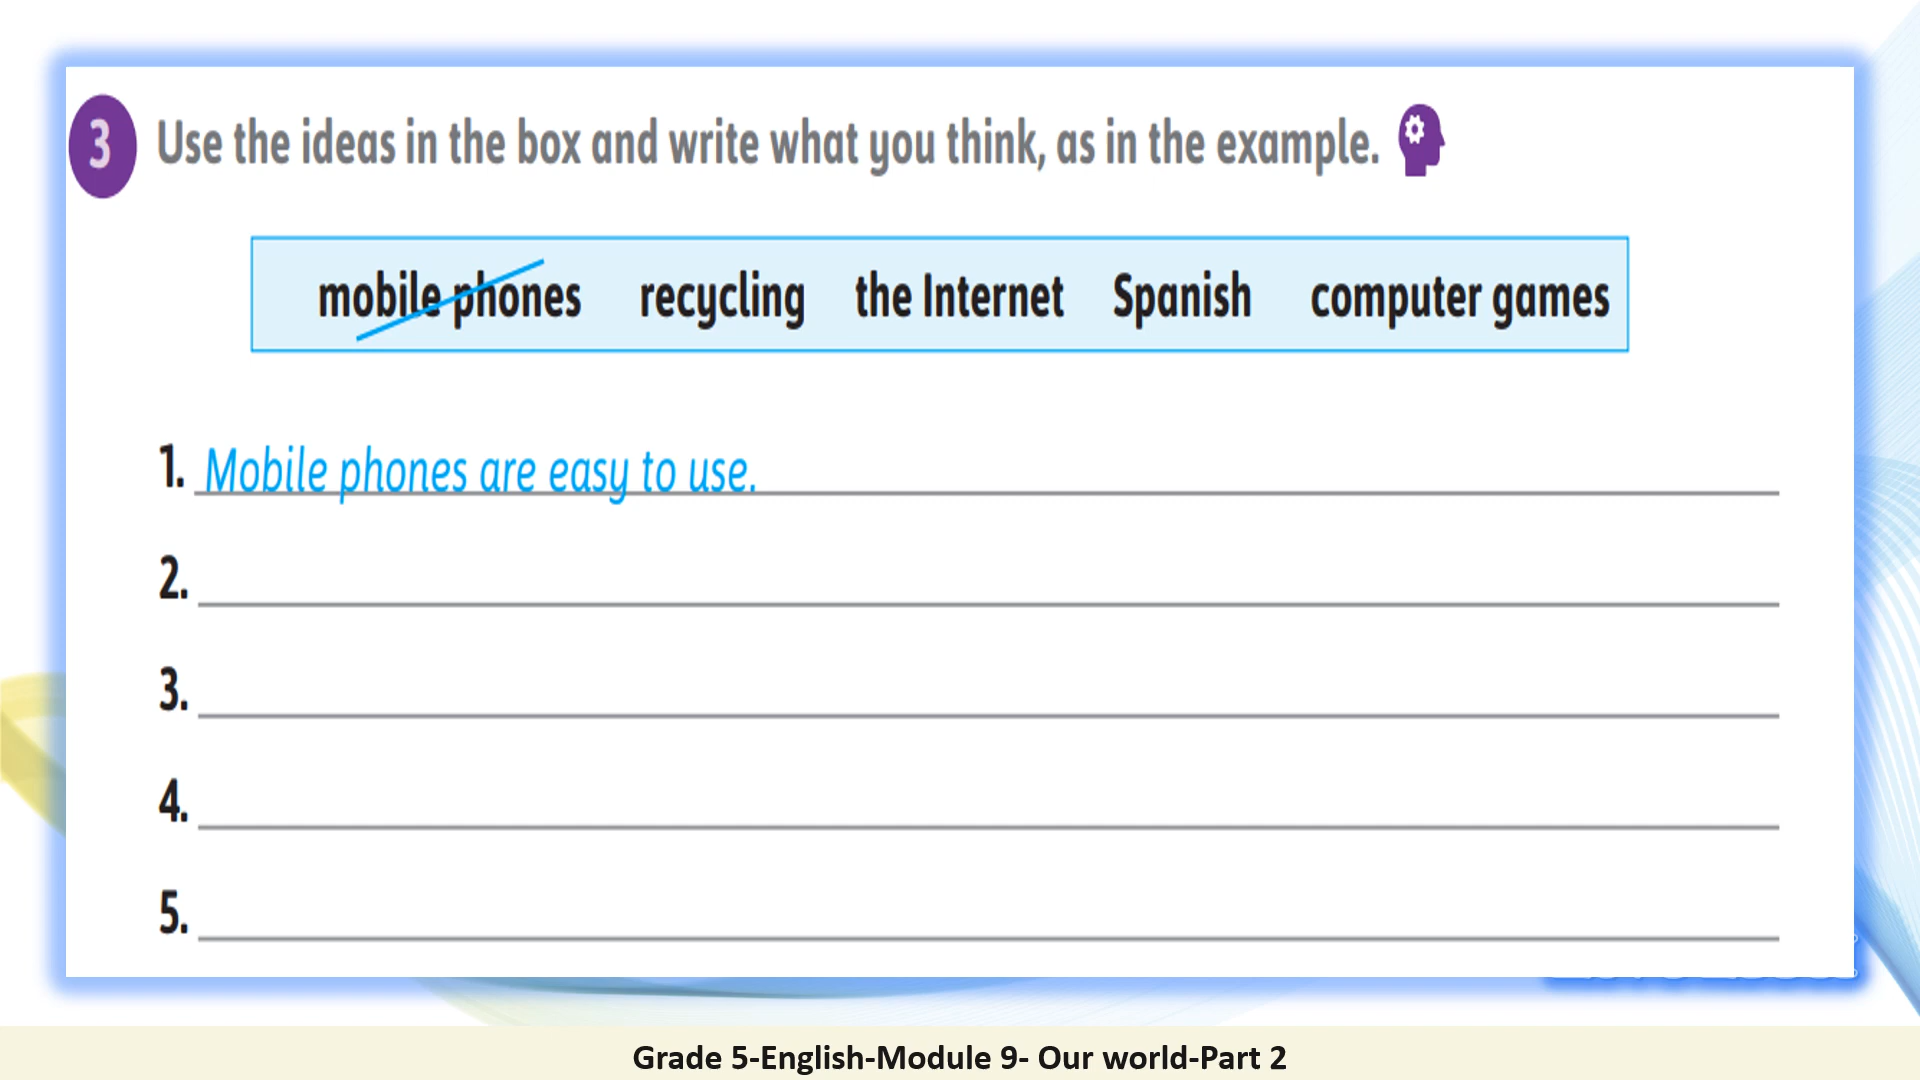 3 Use the ideas in the box and write what you think, as in the example.
mobile phones recycling the Internet Spanish computer games
1. Mobile phones are easy to use.
2.
3.
4.
5.
Grade 5-English-Module 9- Our world-Part 2